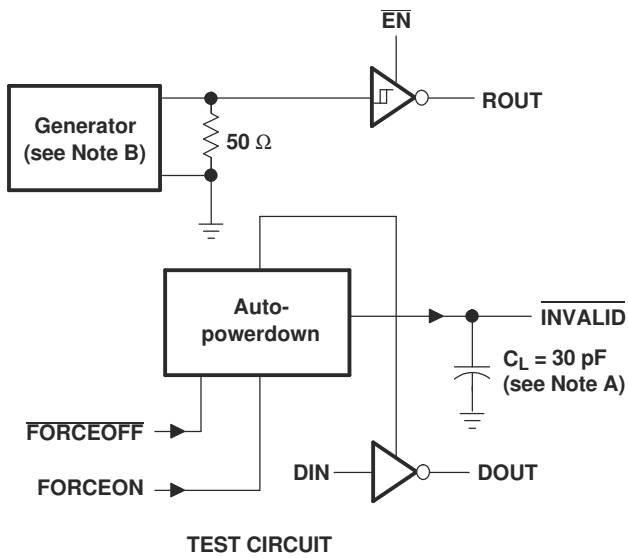 EN
Generator
(see Note B)
50 Ω
ROUT
Auto-
powerdown
INVALID
CL = 30 pF
(see Note A)
FORCEOFF
FORCEON
DIN
DOUT
TEST CIRCUIT